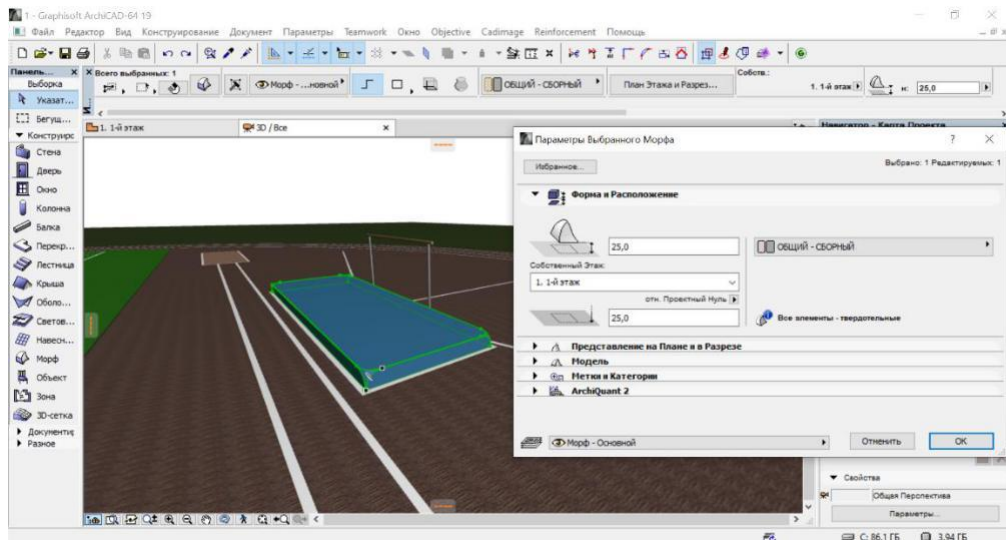 1 - Graphisoft ArchiCAD-64 19
Файл Редактор Вид Конструирование Документ Параметры Teamwork Окно Objective Cadimage Reinforcement Помощь
Панель... X
Выборка
Указат...
Бегущ...
Конструирс
Стена
Дверь
Окно
Колонна
Балка
Перекр...
Лестница
Крыша
Оболо...
Светов...
Навесн...
Морф
Объект
Зона
3D-сетка
Документир
Разное
X Всего выбранных: 1
Морф - ...новной
ОБЩИЙ - СБОРНЫЙ
План Этажа и Разрез...
Собств.:
1. 1-й этаж
н: 25,0
1. 1-й этаж
3D / Все x
Навигатор - Карта Проекта
Параметры Выбранного Морфа ? X
Избранное...
Выбрано: 1 Редактируемых: 1
Форма и Расположение
25,0
ОБЩИЙ - СБОРНЫЙ
Собственный Этаж:
1. 1-й этаж
отн. Проектный Нуль
25,0
Все элементы - твердотельные
Представление на Плане и в Разрезе
Модель
Метки и Категории
ArchiQuant 2
Морф - Основной
Отменить
OK
Свойства
Общая Перспектива
Параметры...
C: 86.1 ГБ 3.94 ГБ